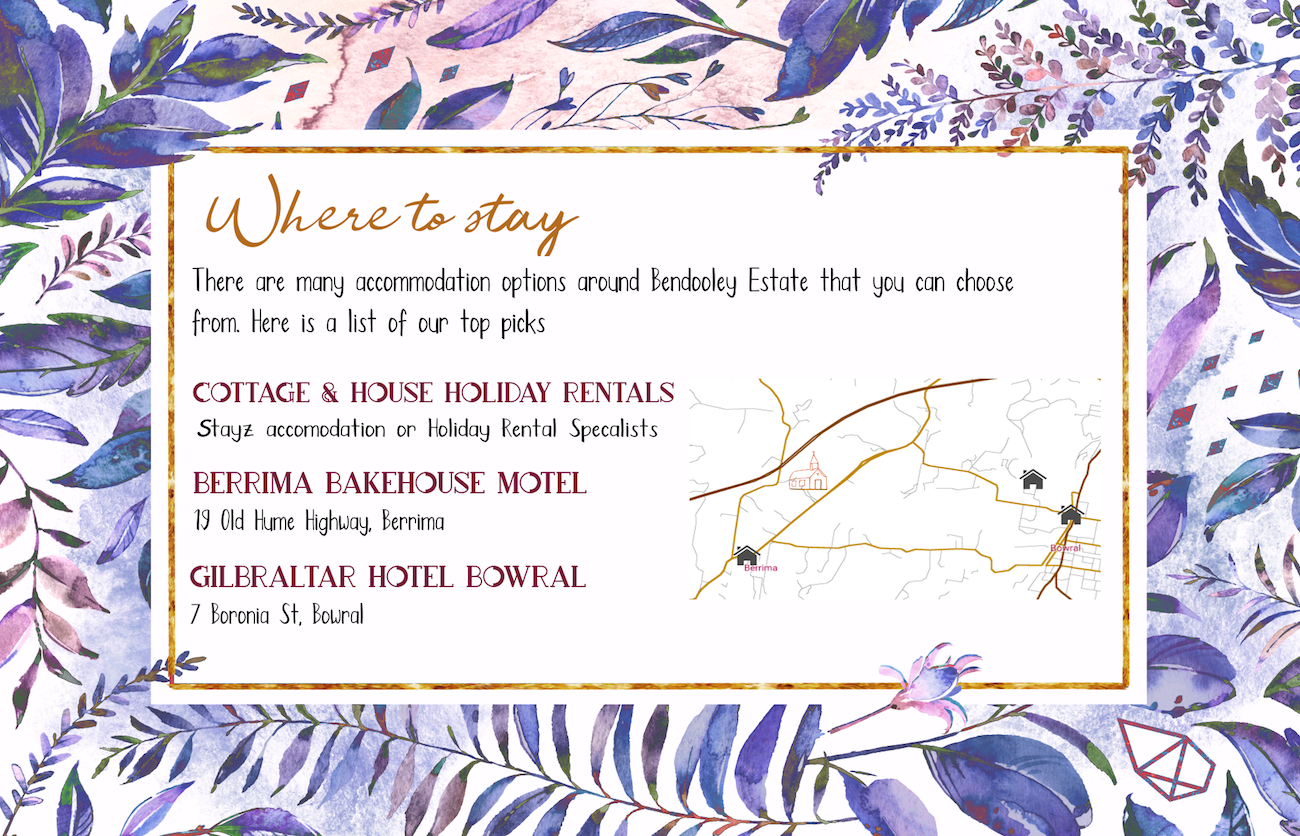 Where to stay
There are many accommodation options around Bendooley Estate that you can choose
from. Here is a list of our top picks
COTTAGE & HOUSE HOLIDAY RENTALS
Stayz accomodation or Holiday Rental Specalists
BERRIMA BAKEHOUSE MOTEL
19 Old Hume Highway, Berrima
GILBRALTAR HOTEL BOWRAL
7 Boronia St, Bowral
Bowral
Berrima